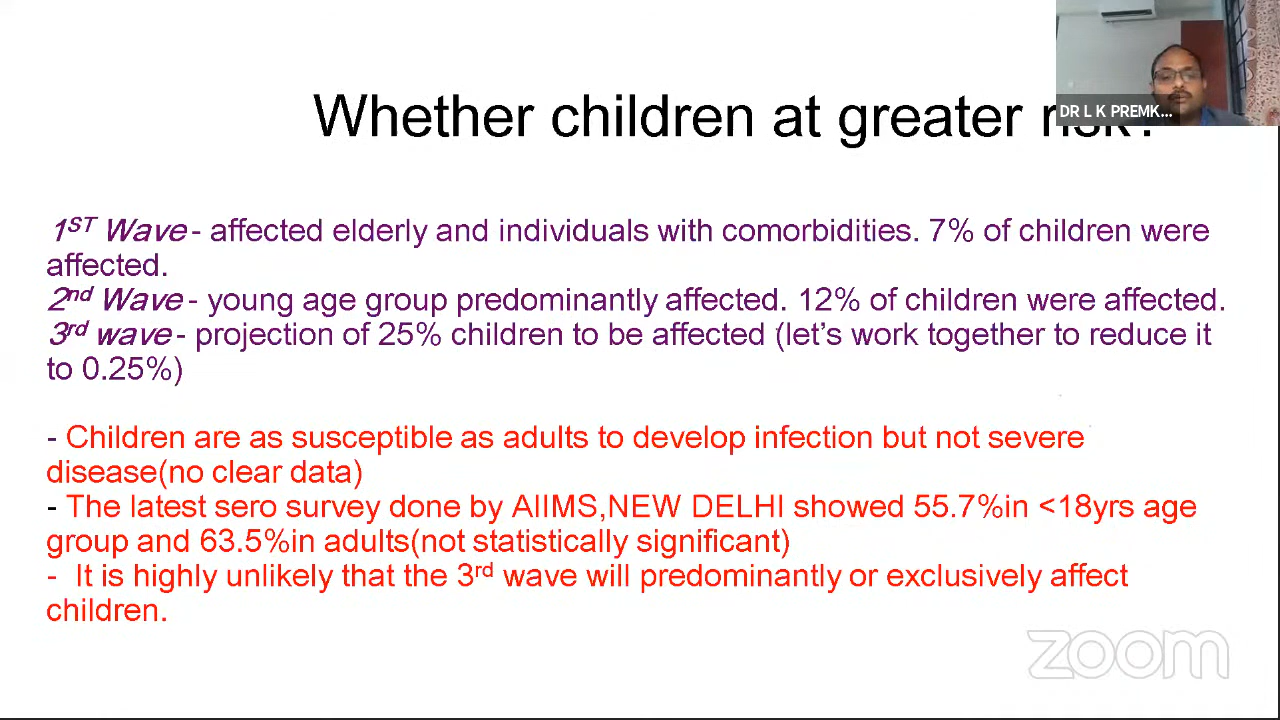 Whether children at greater risk?
DR L K PREMK...
1ST Wave - affected elderly and individuals with comorbidities. 7% of children were
affected.
2nd Wave - young age group predominantly affected. 12% of children were affected.
3rd wave - projection of 25% children to be affected (let's work together to reduce it
to 0.25%)
- Children are as susceptible as adults to develop infection but not severe
disease(no clear data)
- The latest sero survey done by AIIMS,NEW DELHI showed 55.7%in <18yrs age
group and 63.5%in adults(not statistically significant)
- It is highly unlikely that the 3rd wave will predominantly or exclusively affect
children.
zoom